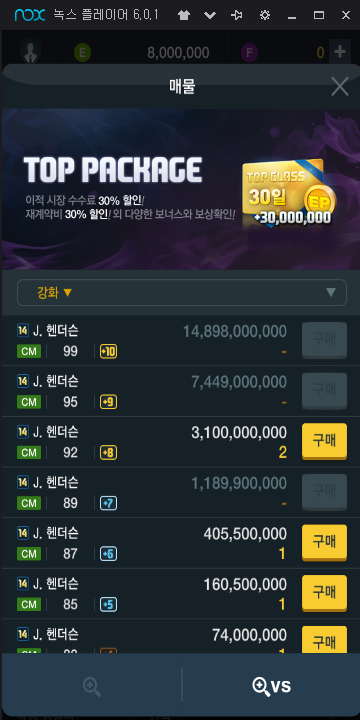 nox 녹스 플레이어 6.0.1
E 8,000,000 F 0 +
매물
TOP PACKAGE
이적 시장 수수료 30% 할인!
재계약비 30% 할인! 외 다양한 보너스와 보상확인!
TOP CLASS
30일
EP
+30,000,000
강화 ▼
14 J. 헨더슨 14,898,000,000 구매
CM 99 +10 -
14 J. 헨더슨 7,449,000,000 구매
CM 95 +9 -
14 J. 헨더슨 3,100,000,000 구매
CM 92 +8 2
14 J. 헨더슨 1,189,900,000 구매
CM 89 +7 -
14 J. 헨더슨 405,500,000 구매
CM 87 +6 1
14 J. 헨더슨 160,500,000 구매
CM 85 +5 1
14 J. 헨더슨 74,000,000 구매
VS